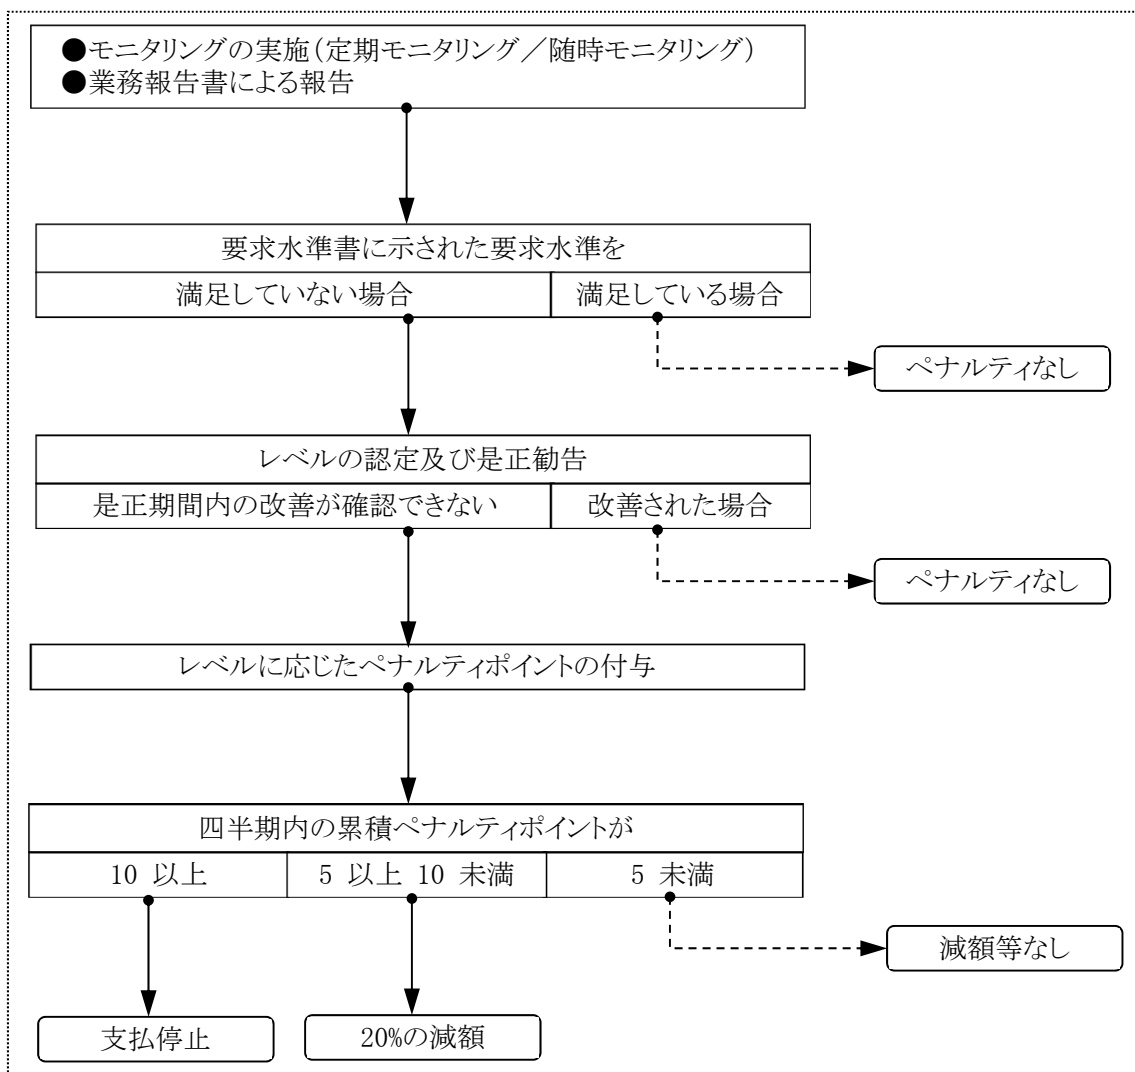 ●モニタリングの実施（定期モニタリング／随時モニタリング）
●業務報告書による報告
要求水準書に示された要求水準を
満足していない場合
満足している場合
ペナルティなし
レベルの認定及び是正勧告
是正期間内の改善が確認できない
改善された場合
ペナルティなし
レベルに応じたペナルティポイントの付与
四半期内の累積ペナルティポイントが
10 以上
5 以上 10 未満
5 未満
減額等なし
支払停止
20%の減額